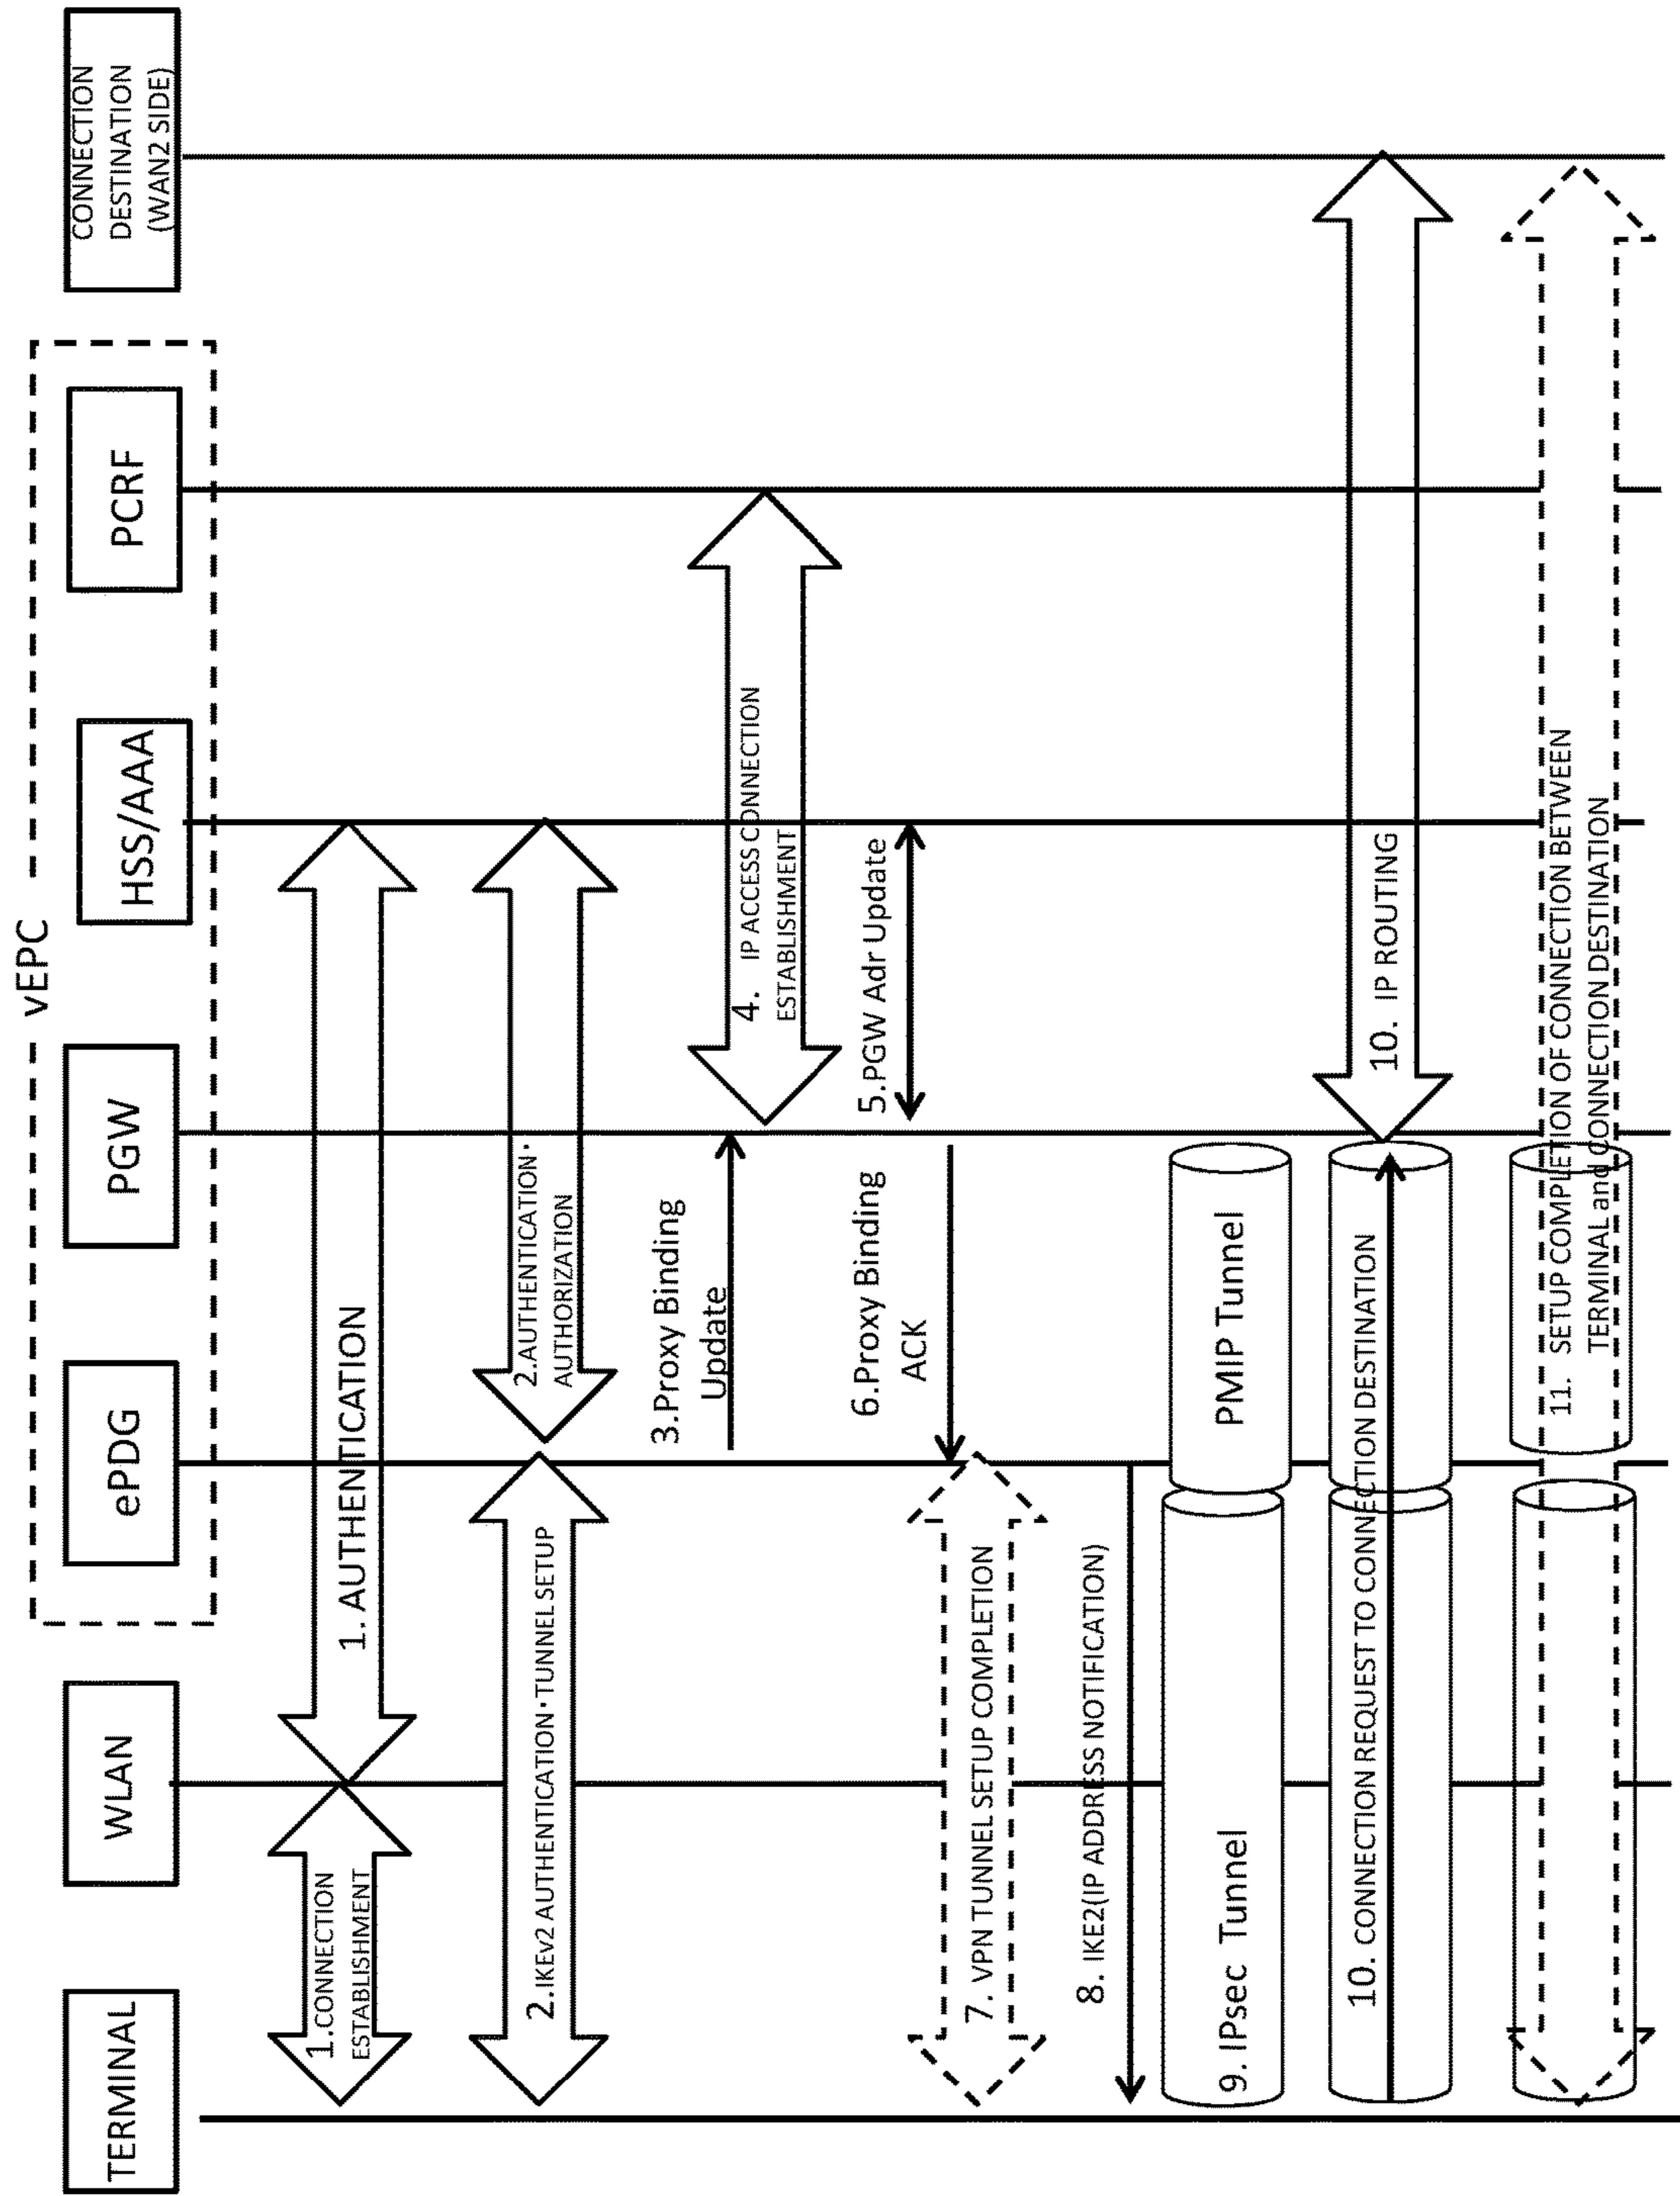 vEPC
TERMINAL
WLAN
ePDG
PGW
HSS/AAA
PCRF
CONNECTION
DESTINATION
(WAN2 SIDE)
1.CONNECTION
ESTABLISHMENT
1. AUTHENTICATION
2.IKEv2 AUTHENTICATION･TUNNEL SETUP
2.AUTHENTICATION･
AUTHORIZATION
3.Proxy Binding
Update
4. IP ACCESS CONNECTION
ESTABLISHMENT
5.PGW Adr Update
6.Proxy Binding
ACK
7. VPN TUNNEL SETUP COMPLETION
8. IKE2(IP ADDRESS NOTIFICATION)
9. IPsec Tunnel
PMIP Tunnel
10. CONNECTION REQUEST TO CONNECTION DESTINATION
10. IP ROUTING
11. SETUP COMPLETION OF CONNECTION BETWEEN
TERMINAL and CONNECTION DESTINATION